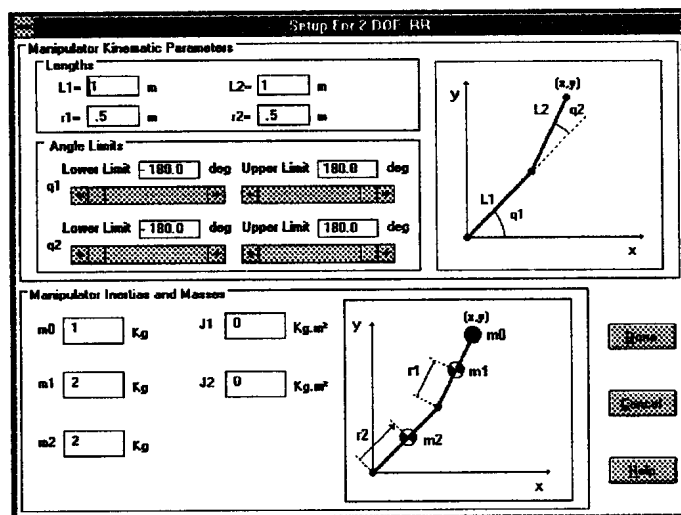 Setup For 2 DOF RR
Manipulator Kinematic Parameters
Lengths
L1= 1 m L2= 1 m
r1= .5 m r2= .5 m
Angle Limits
Lower Limit -180.0 deg Upper Limit 180.0 deg
q1
Lower Limit -180.0 deg Upper Limit 180.0 deg
q2
y
(x,y)
L2
q2
L1
q1
x
Manipulator Inertias and Masses
m0 1 Kg J1 0 Kg.m²
m1 2 Kg J2 0 Kg.m²
m2 2 Kg
y
(x,y)
m0
r1
m1
r2
m2
x
Cancel
Help